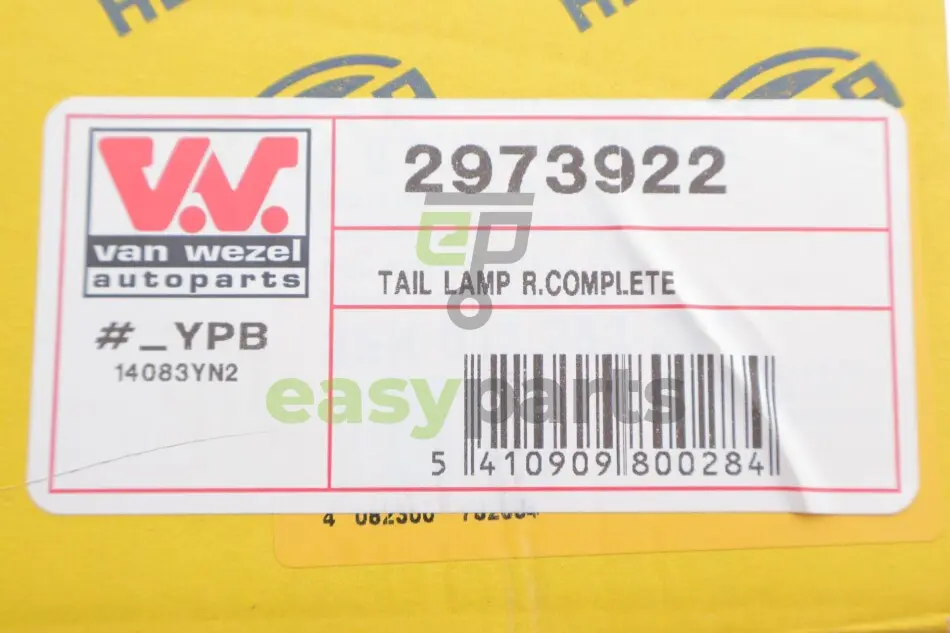 2973922
van wezel
autoparts
TAIL LAMP R.COMPLETE
#_YPB
14083YN2
easyparts
5 410909 800284